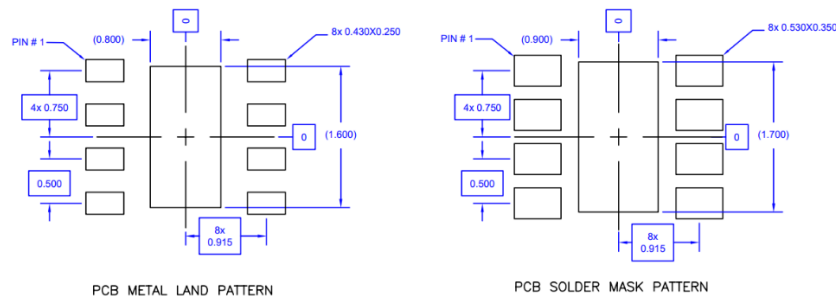 0
PIN # 1
(0.800)
8x 0.430X0.250
4x 0.750
0
(1.600)
0.500
8x
0.915
PCB METAL LAND PATTERN
0
PIN # 1
(0.900)
8x 0.530X0.350
4x 0.750
0
(1.700)
0.500
8x
0.915
PCB SOLDER MASK PATTERN